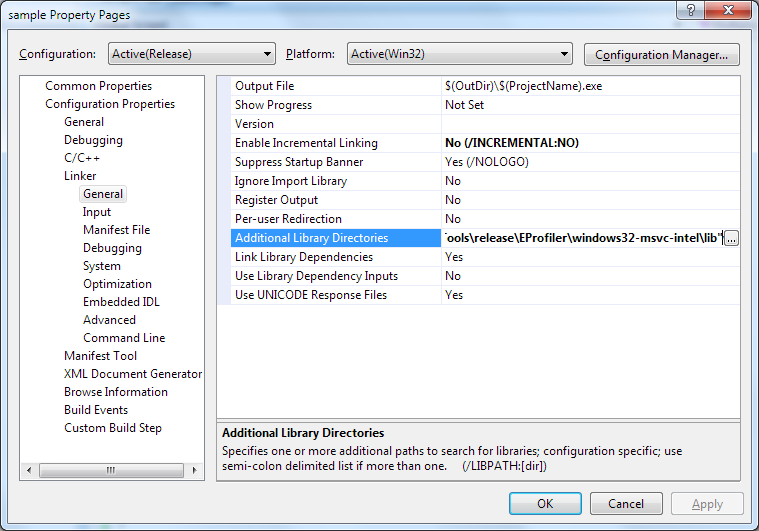 sample Property Pages
Configuration: Active(Release) Platform: Active(Win32) Configuration Manager...
Common Properties
Configuration Properties
General
Debugging
C/C++
Linker
General
Input
Manifest File
Debugging
System
Optimization
Embedded IDL
Advanced
Command Line
Manifest Tool
XML Document Generator
Browse Information
Build Events
Custom Build Step
Output File $(OutDir)\$(ProjectName).exe
Show Progress Not Set
Version
Enable Incremental Linking No (/INCREMENTAL:NO)
Suppress Startup Banner Yes (/NOLOGO)
Ignore Import Library No
Register Output No
Per-user Redirection No
Additional Library Directories ools\release\EProfiler\windows32-msvc-intel\lib" ...
Link Library Dependencies Yes
Use Library Dependency Inputs No
Use UNICODE Response Files Yes
Additional Library Directories
Specifies one or more additional paths to search for libraries; configuration specific; use
semi-colon delimited list if more than one. (/LIBPATH:[dir])
OK Cancel Apply